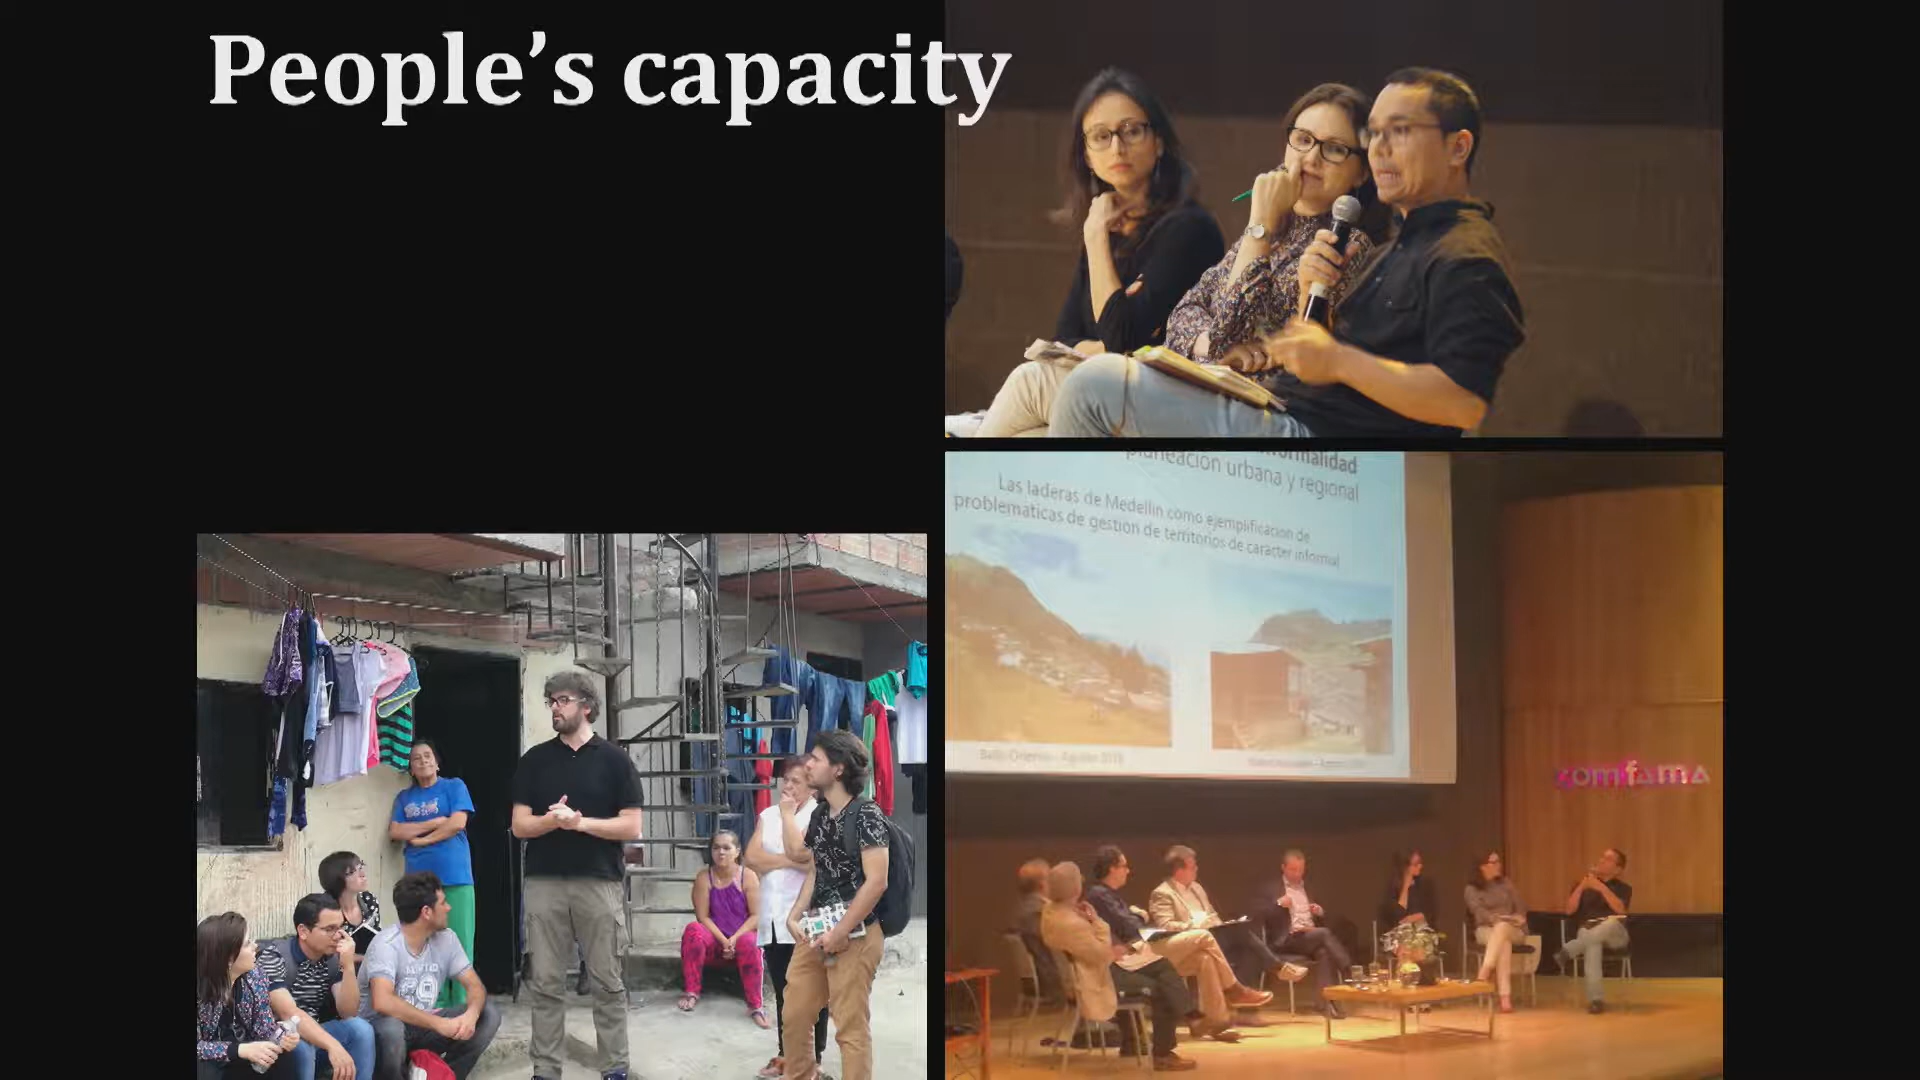 People’s capacity
informalidad
planeación urbana y regional
Las laderas de Medellín como ejemplificación de
problemáticas de gestión de territorios de carácter informal
comfama